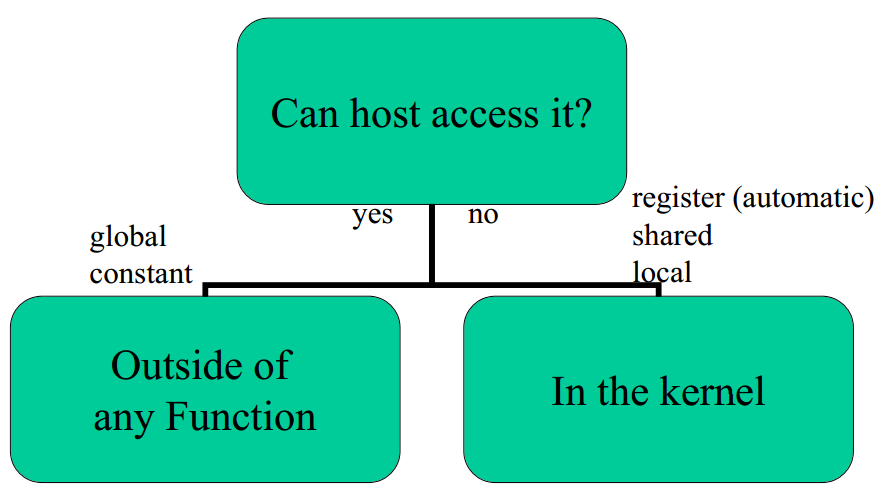 Can host access it?
yes
no
register (automatic)
shared
local
global
constant
Outside of
any Function
In the kernel